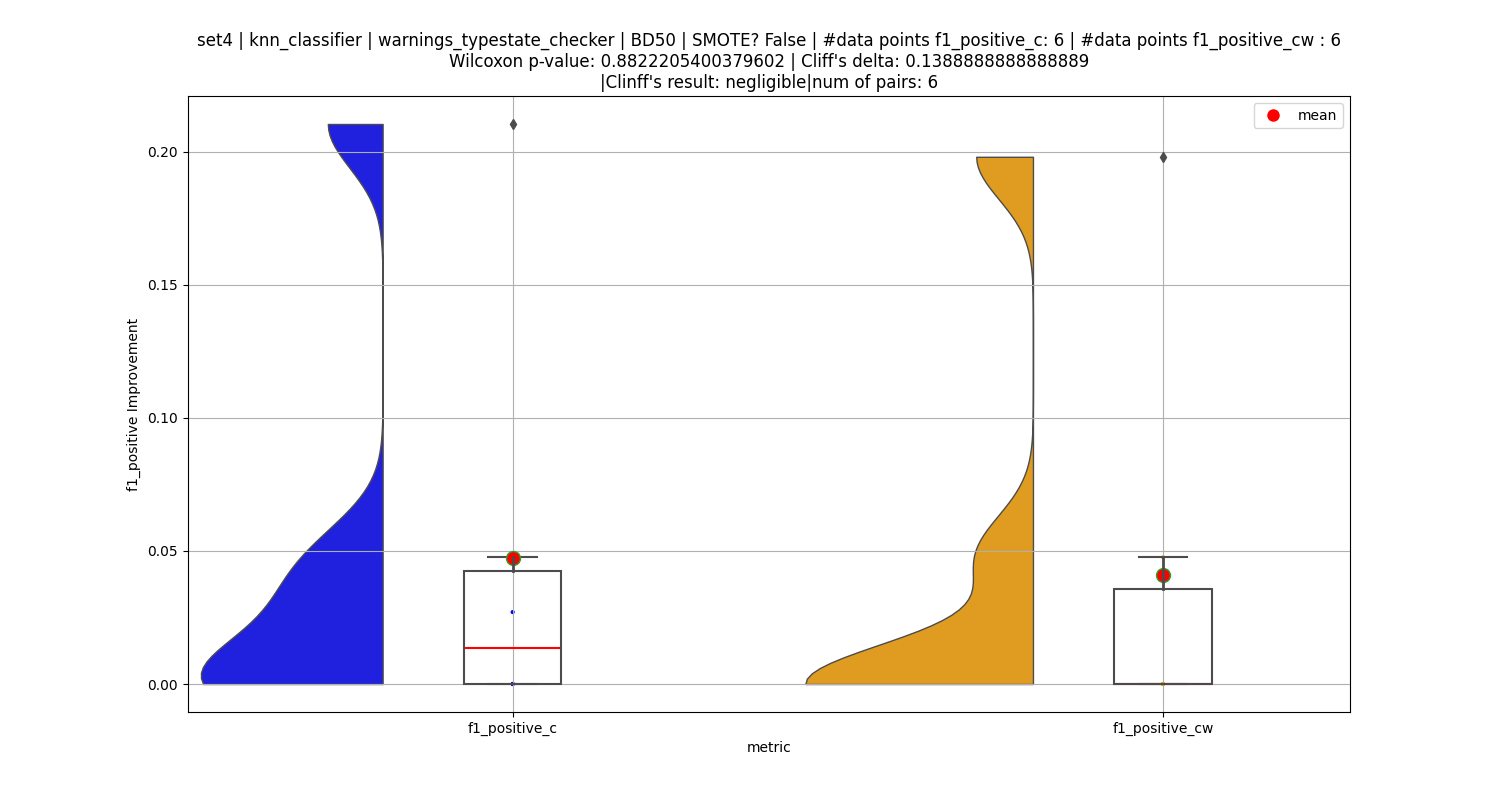 set4 | knn_classifier | warnings_typestate_checker | BD50 | SMOTE? False | #data points f1_positive_c: 6 | #data points f1_positive_cw : 6
Wilcoxon p-value: 0.8822205400379602 | Cliff's delta: 0.1388888888888889
|Clinff's result: negligible|num of pairs: 6
mean
0.20
0.15
0.10
0.05
0.00
f1_positive Improvement
f1_positive_c
f1_positive_cw
metric